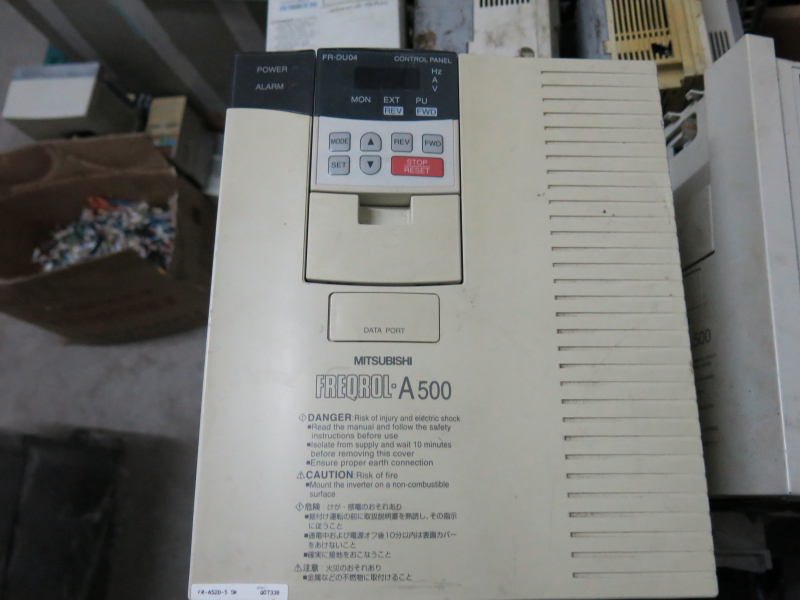 FR-DU04 CONTROL PANEL
POWER
ALARM
Hz
A
V
MON EXT PU
REV FWD
MODE ▲ REV FWD
SET ▼ STOP RESET
DATA PORT
MITSUBISHI
FREQROL-A500
DANGER:Risk of injury and electric shock
■Read the manual and follow the safety
instructions before use
■Isolate from supply and wait 10 minutes
before removing this cover
■Ensure proper earth connection
CAUTION:Risk of fire
■Mount the inverter on a non-combustible
surface
危険 :けが・感電のおそれあり
■据付け運転の前に取扱説明書を熟読し、その指示
に従うこと
■通電中および電源オフ後10分以内は表面カバー
をあけないこと
■確実に接地をおこなうこと
注意 :火災のおそれあり
■金属などの不燃物に取付けること
FR-A520-5
500